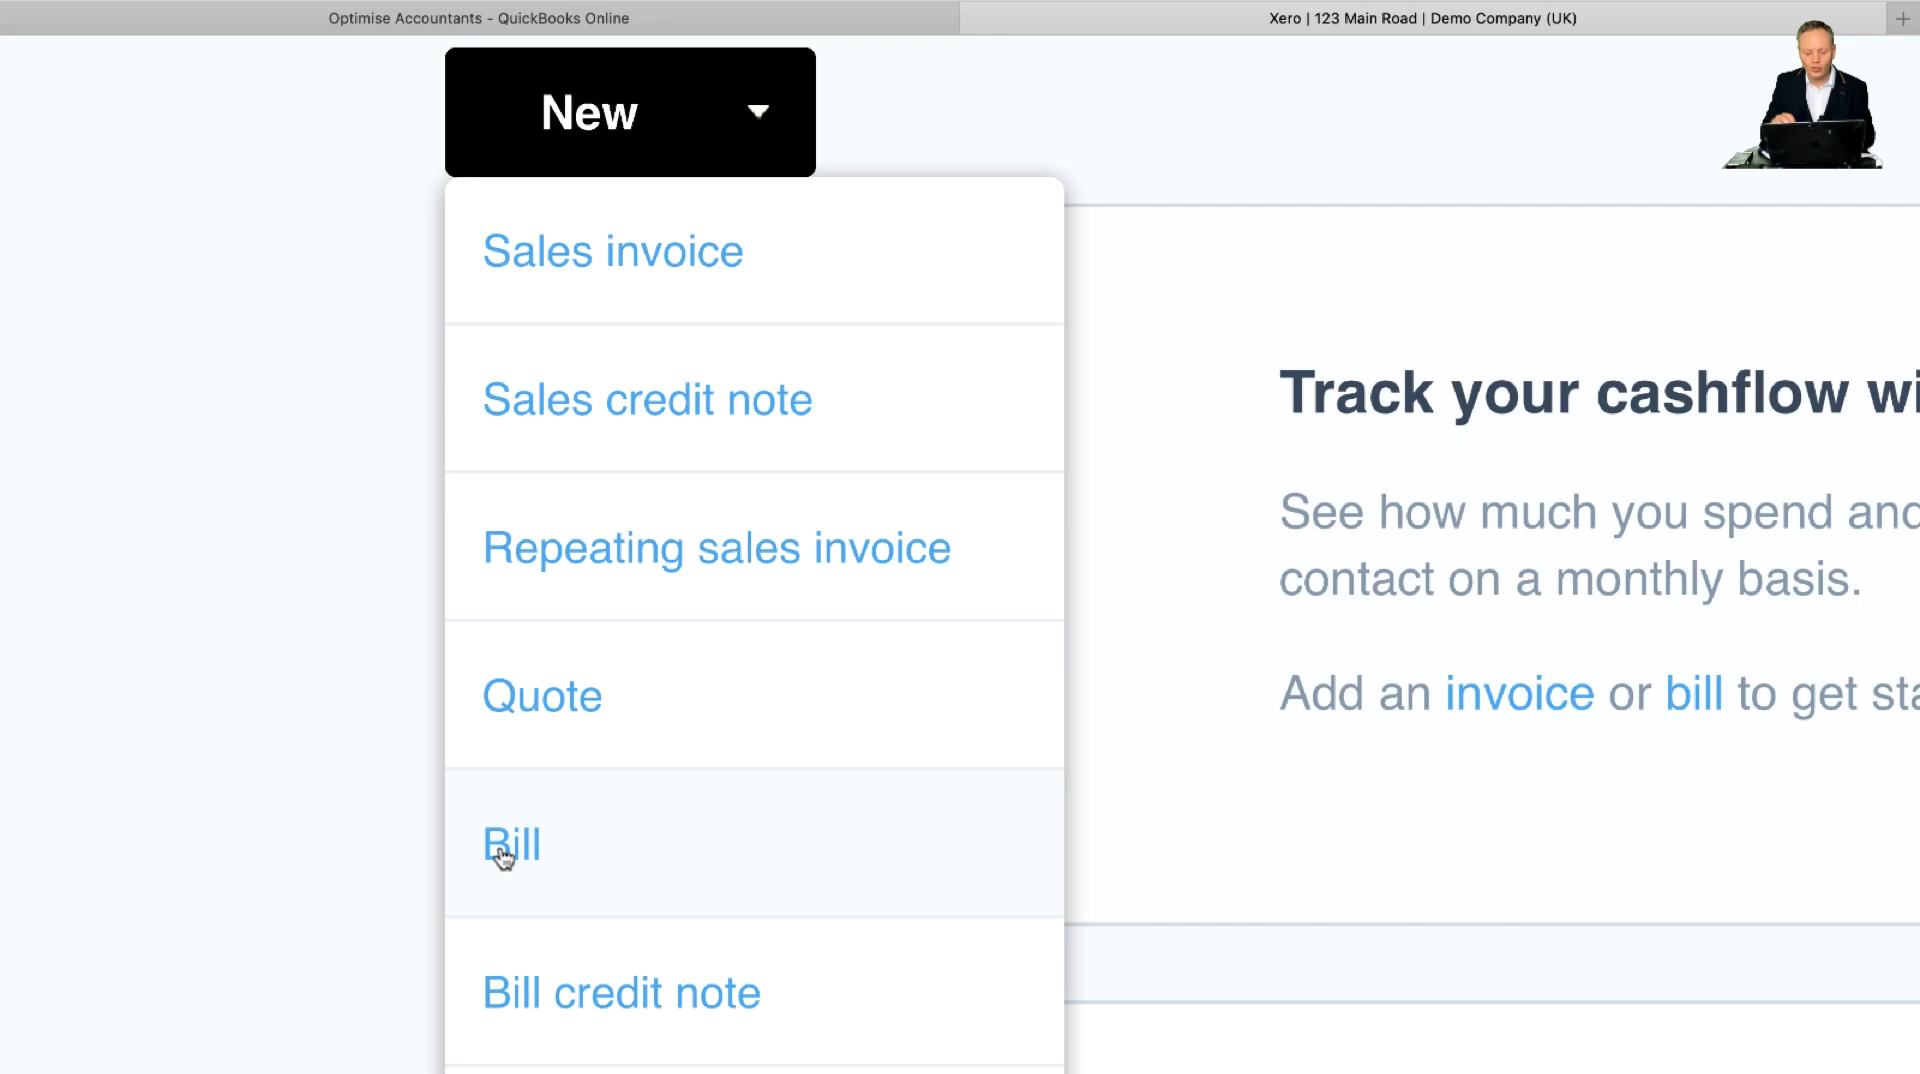 Optimise Accountants - QuickBooks Online
Xero | 123 Main Road | Demo Company (UK)
New
Sales invoice
Sales credit note
Repeating sales invoice
Quote
Bill
Bill credit note
Track your cashflow wi
See how much you spend and
contact on a monthly basis.
Add an invoice or bill to get sta